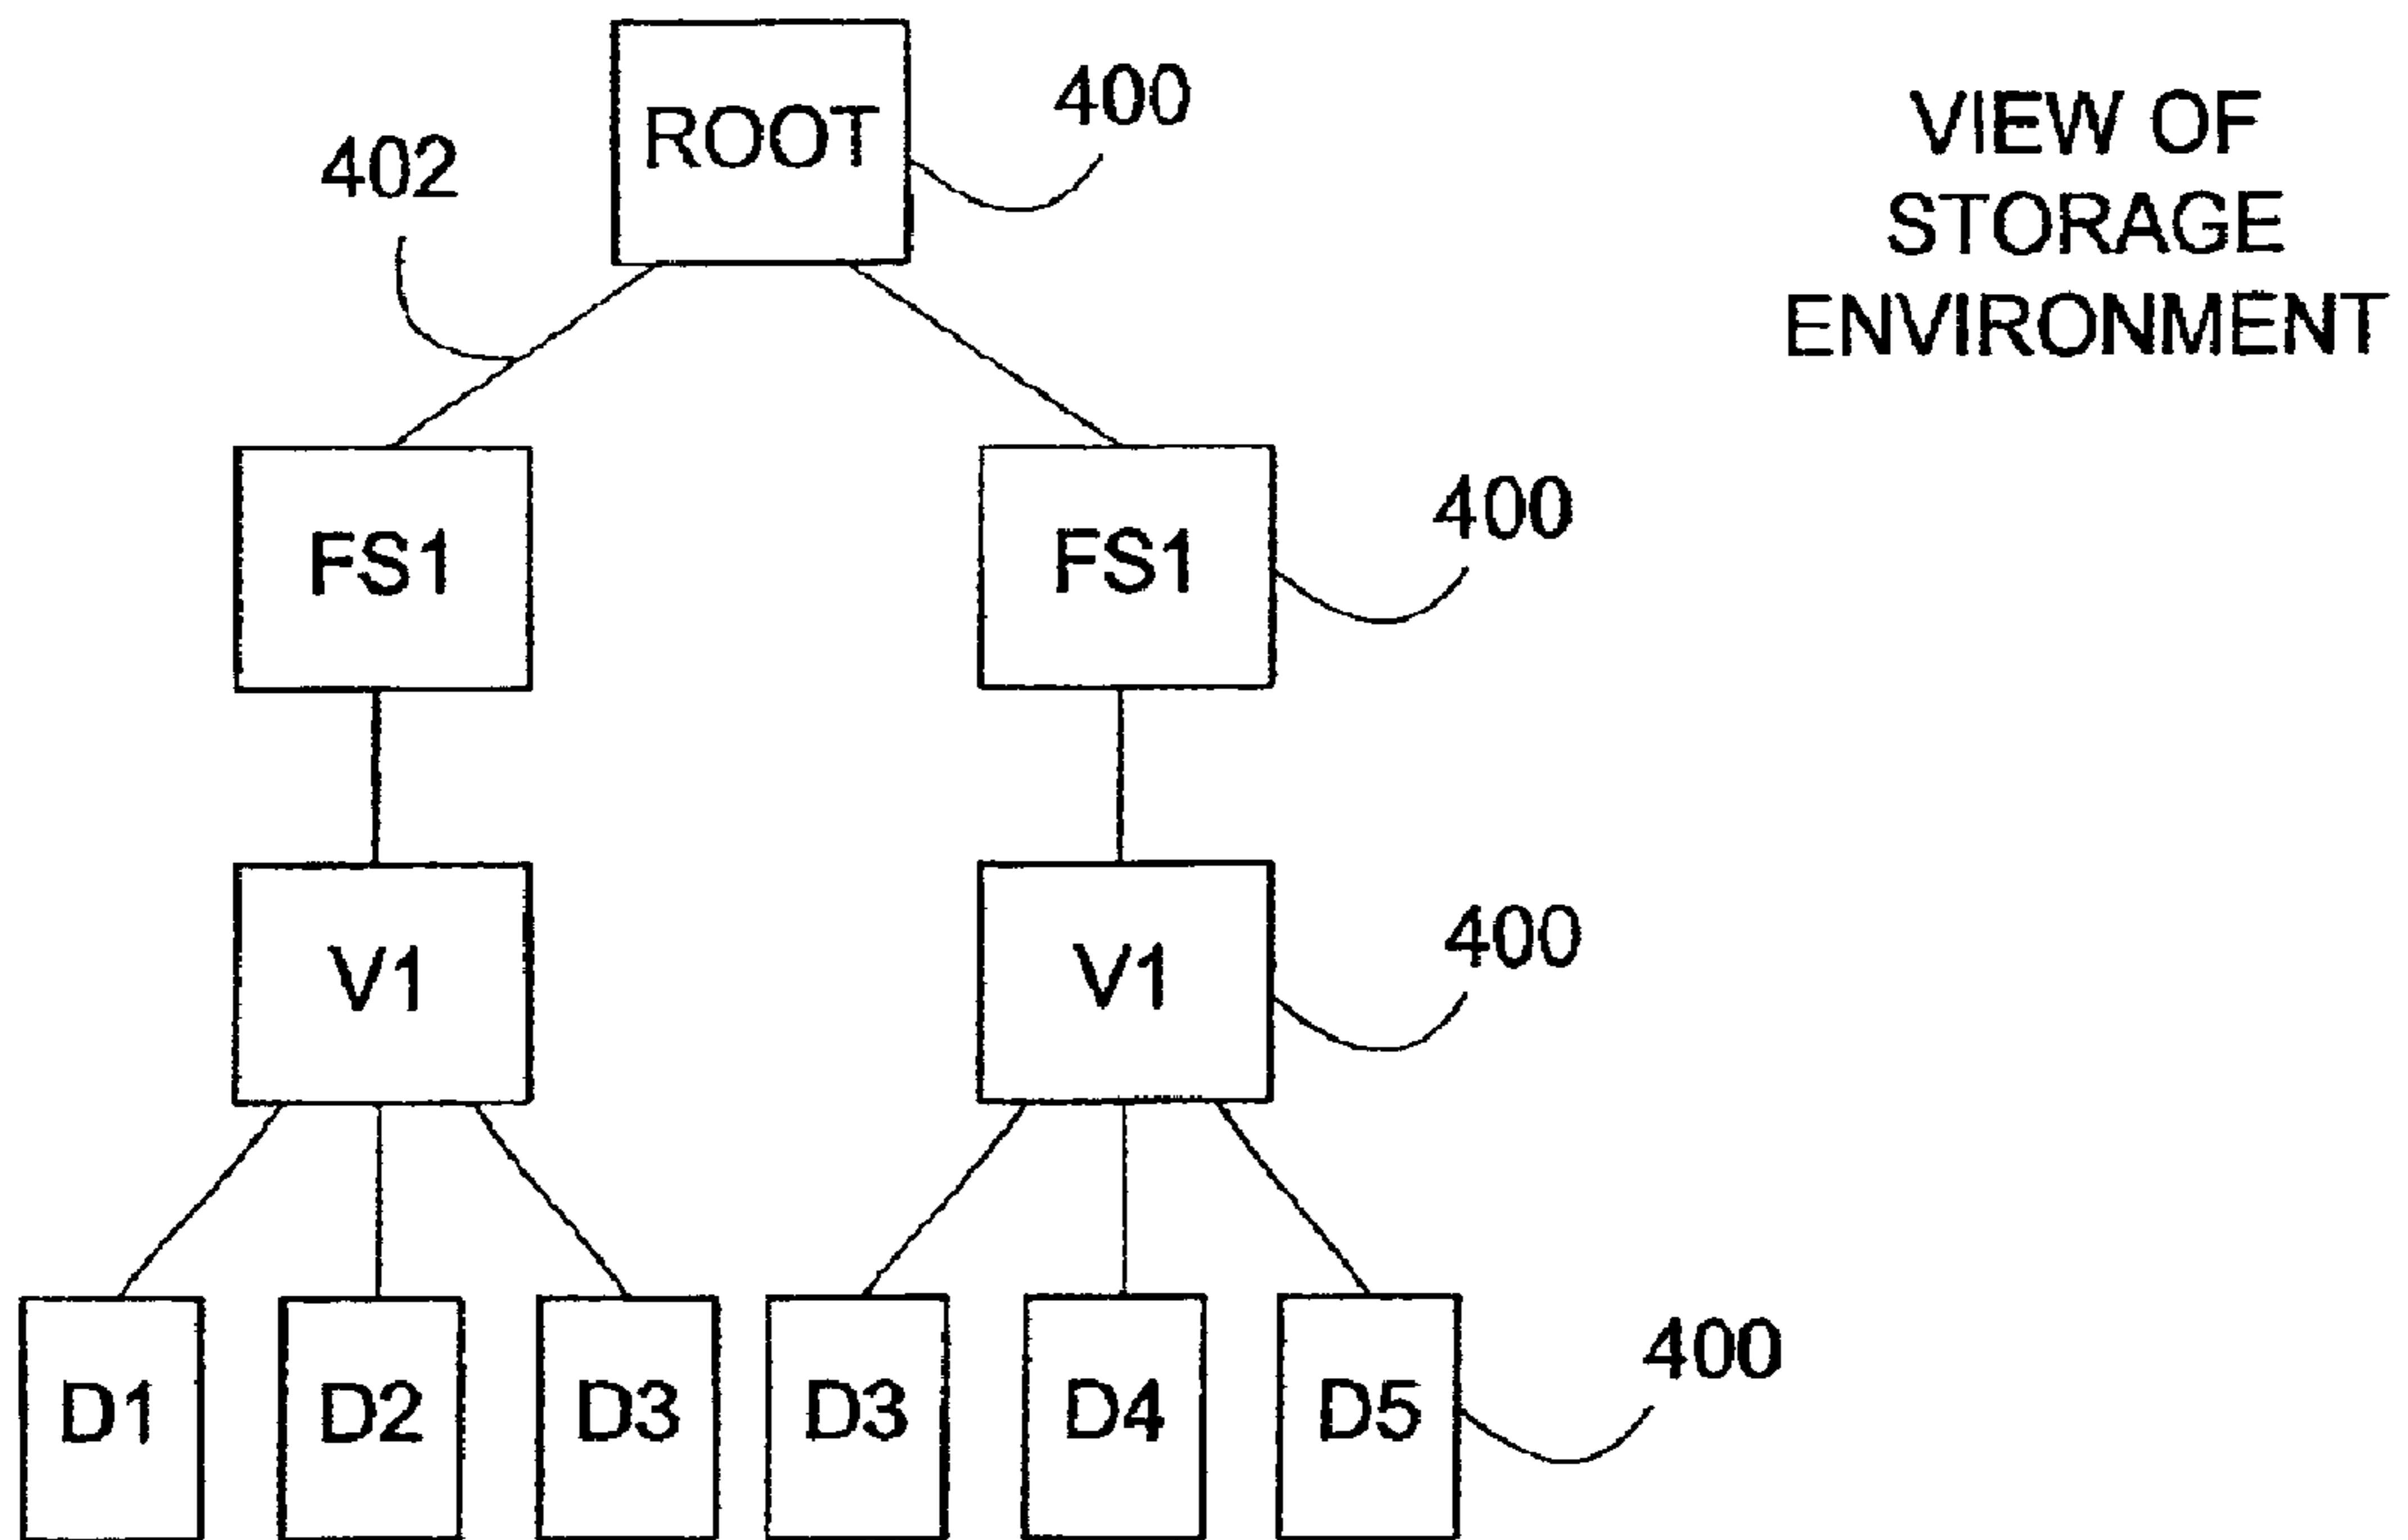 ROOT
400
VIEW OF
STORAGE
ENVIRONMENT
402
FS1
FS1
400
V1
V1
400
D1
D2
D3
D3
D4
D5
400